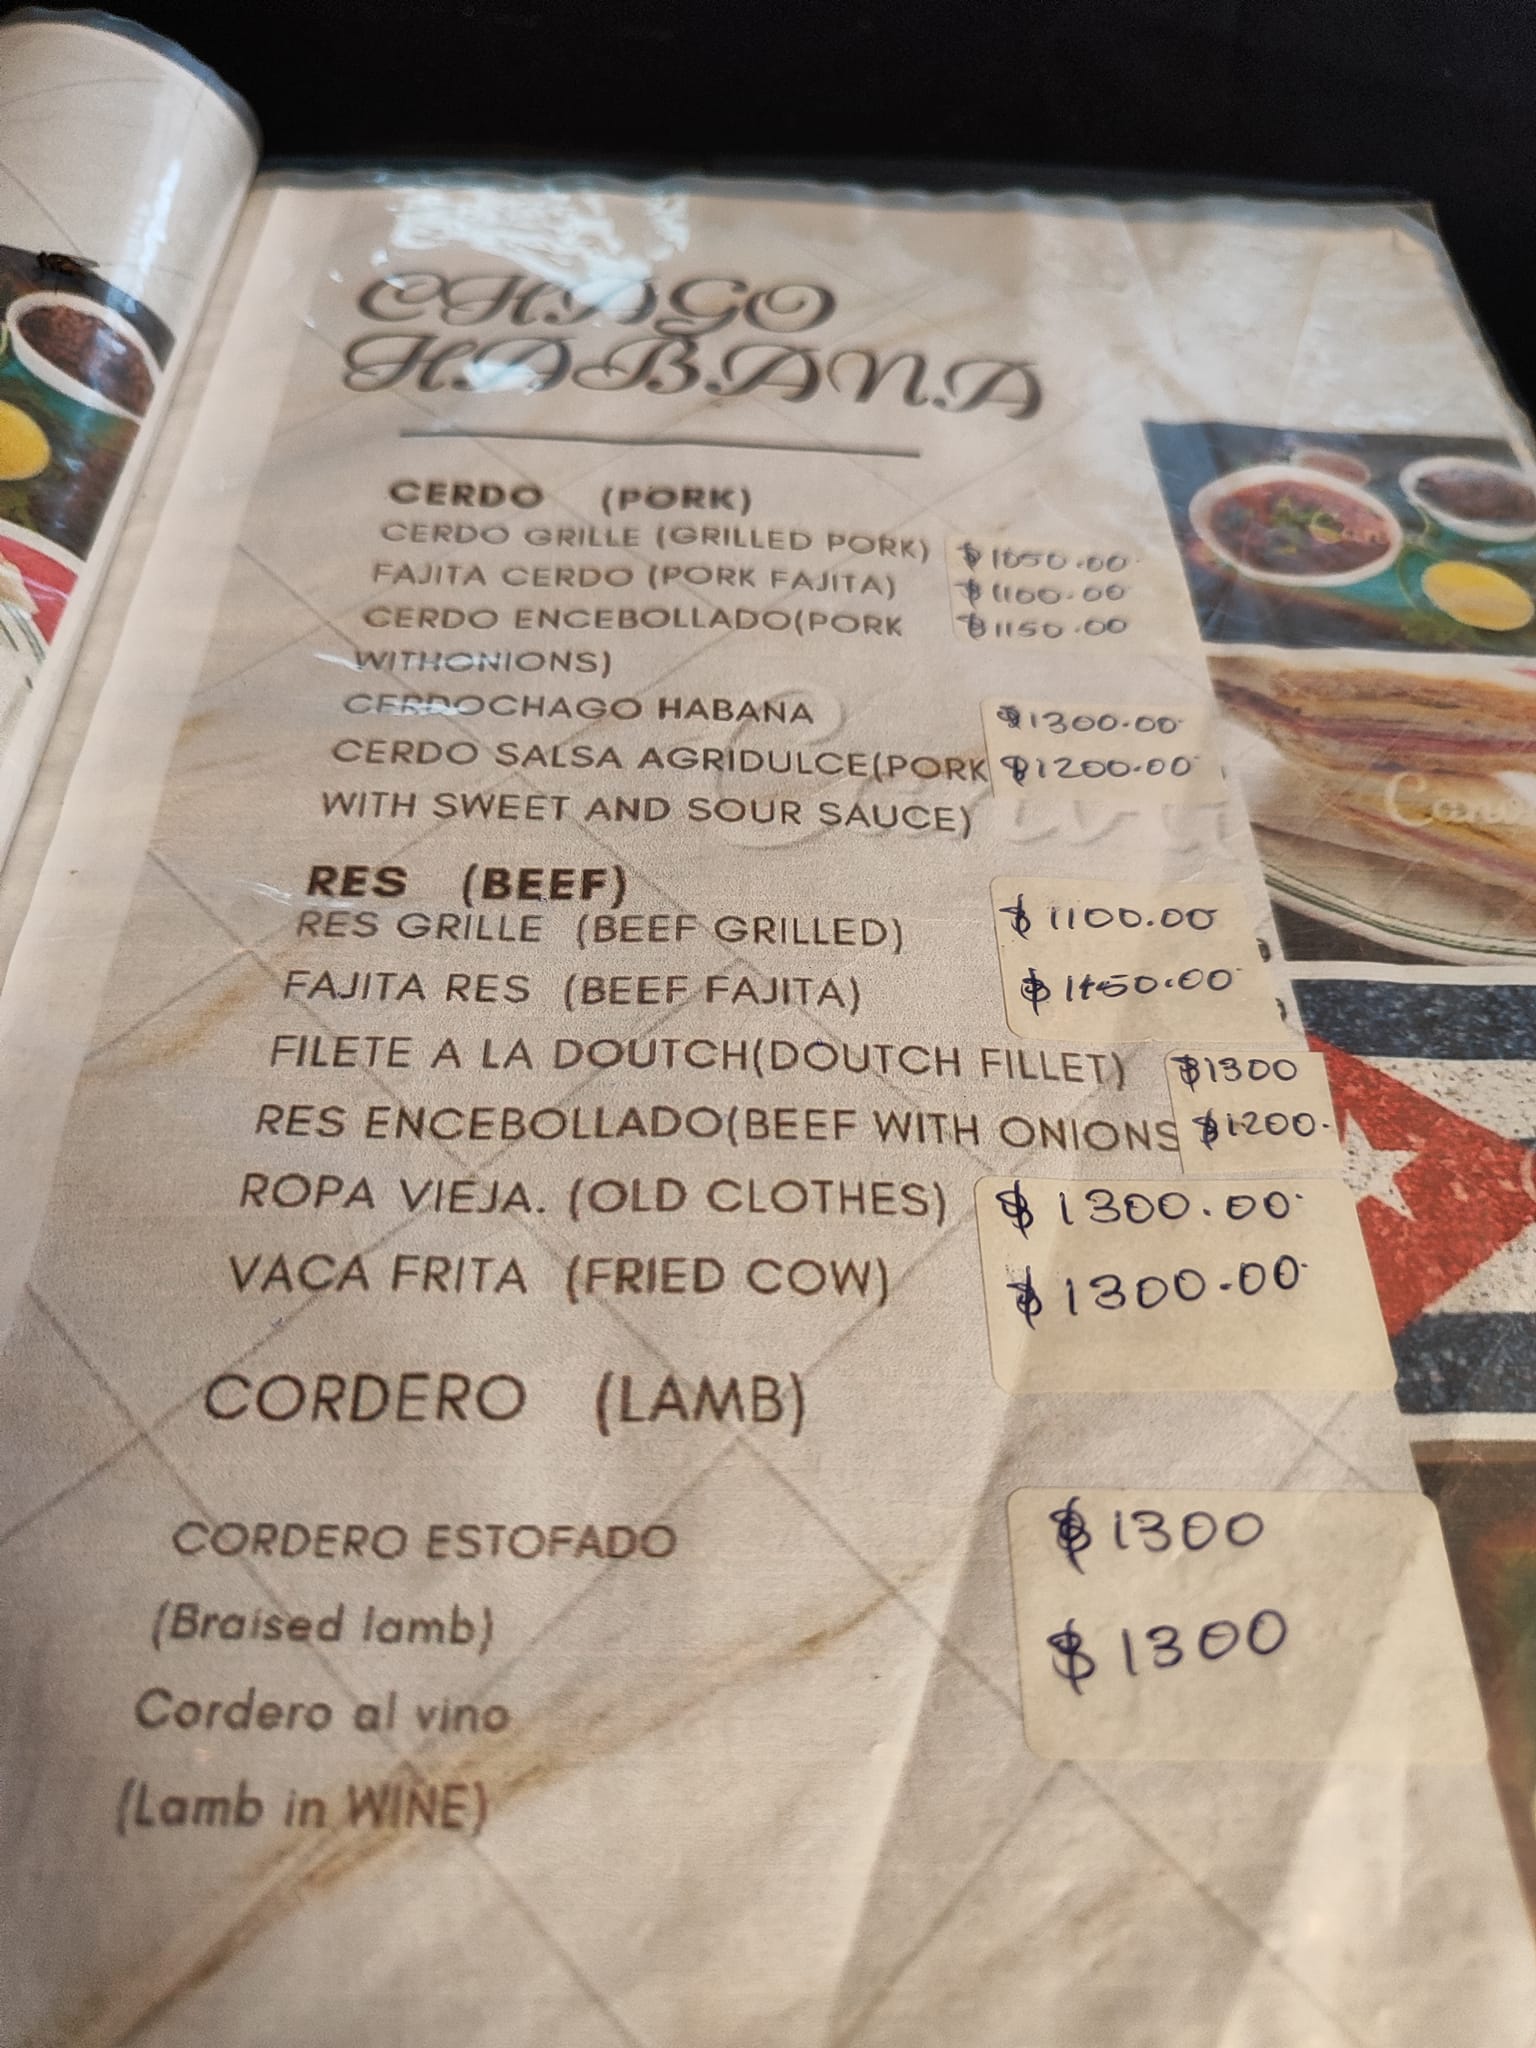 CHAGO
HABANA
CERDO (PORK)
CERDO GRILLE (GRILLED PORK) $1050.00
FAJITA CERDO (PORK FAJITA) $1100.00
CERDO ENCEBOLLADO(PORK $1150.00
WITHONIONS)
CERDOCHAGO HABANA $1300.00
CERDO SALSA AGRIDULCE(PORK $1200.00
WITH SWEET AND SOUR SAUCE)
RES (BEEF)
RES GRILLE (BEEF GRILLED) $1100.00
FAJITA RES (BEEF FAJITA) $1150.00
FILETE A LA DOUTCH(DOUTCH FILLET) $1300
RES ENCEBOLLADO(BEEF WITH ONIONS $1200.
ROPA VIEJA. (OLD CLOTHES) $1300.00
VACA FRITA (FRIED COW) $1300.00
CORDERO (LAMB)
CORDERO ESTOFADO $1300
(Braised lamb) $1300
Cordero al vino
(Lamb in WINE)